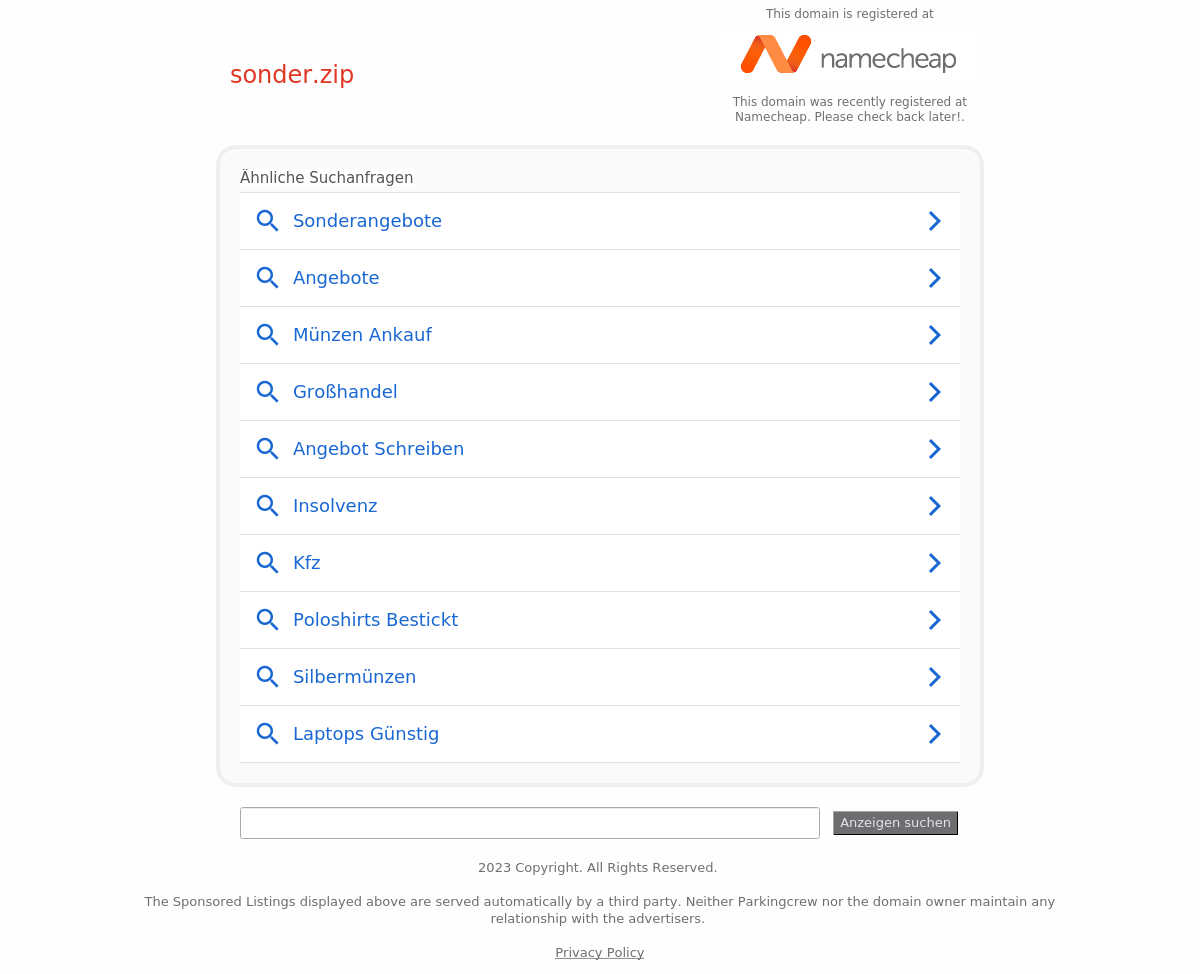 This domain is registered at
namecheap
sonder.zip
This domain was recently registered at
Namecheap. Please check back later!.
Ähnliche Suchanfragen
Sonderangebote
Angebote
Münzen Ankauf
Großhandel
Angebot Schreiben
Insolvenz
Kfz
Poloshirts Bestickt
Silbermünzen
Laptops Günstig
Anzeigen suchen
2023 Copyright. All Rights Reserved.
The Sponsored Listings displayed above are served automatically by a third party. Neither Parkingcrew nor the domain owner maintain any
relationship with the advertisers.
Privacy Policy